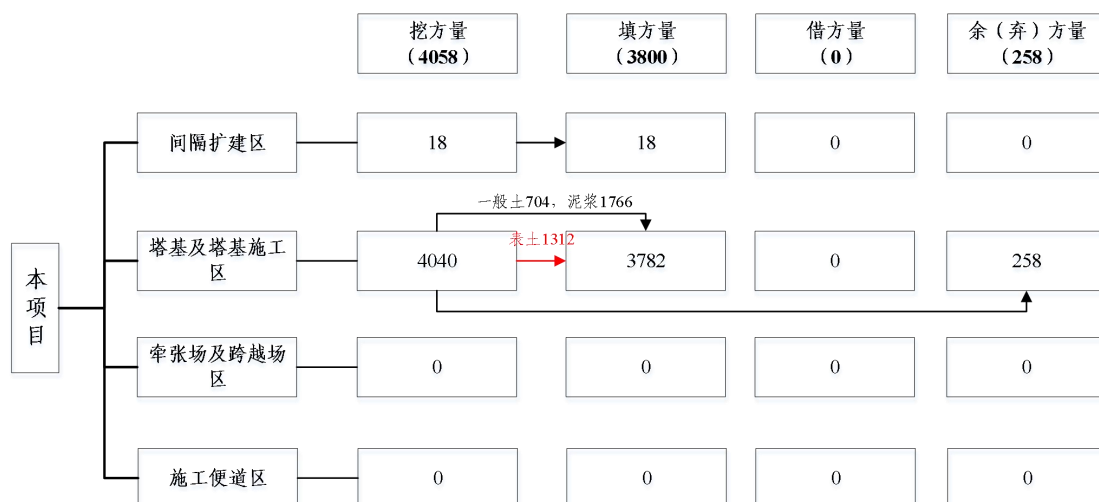 挖方量
（4058）
填方量
（3800）
借方量
（0）
余（弃）方量
（258）
间隔扩建区
18
18
0
0
一般土704，泥浆1766
塔基及塔基施工
区
4040
表土1312
3782
0
258
本
项
目
牵张场及跨越场
区
0
0
0
0
施工便道区
0
0
0
0